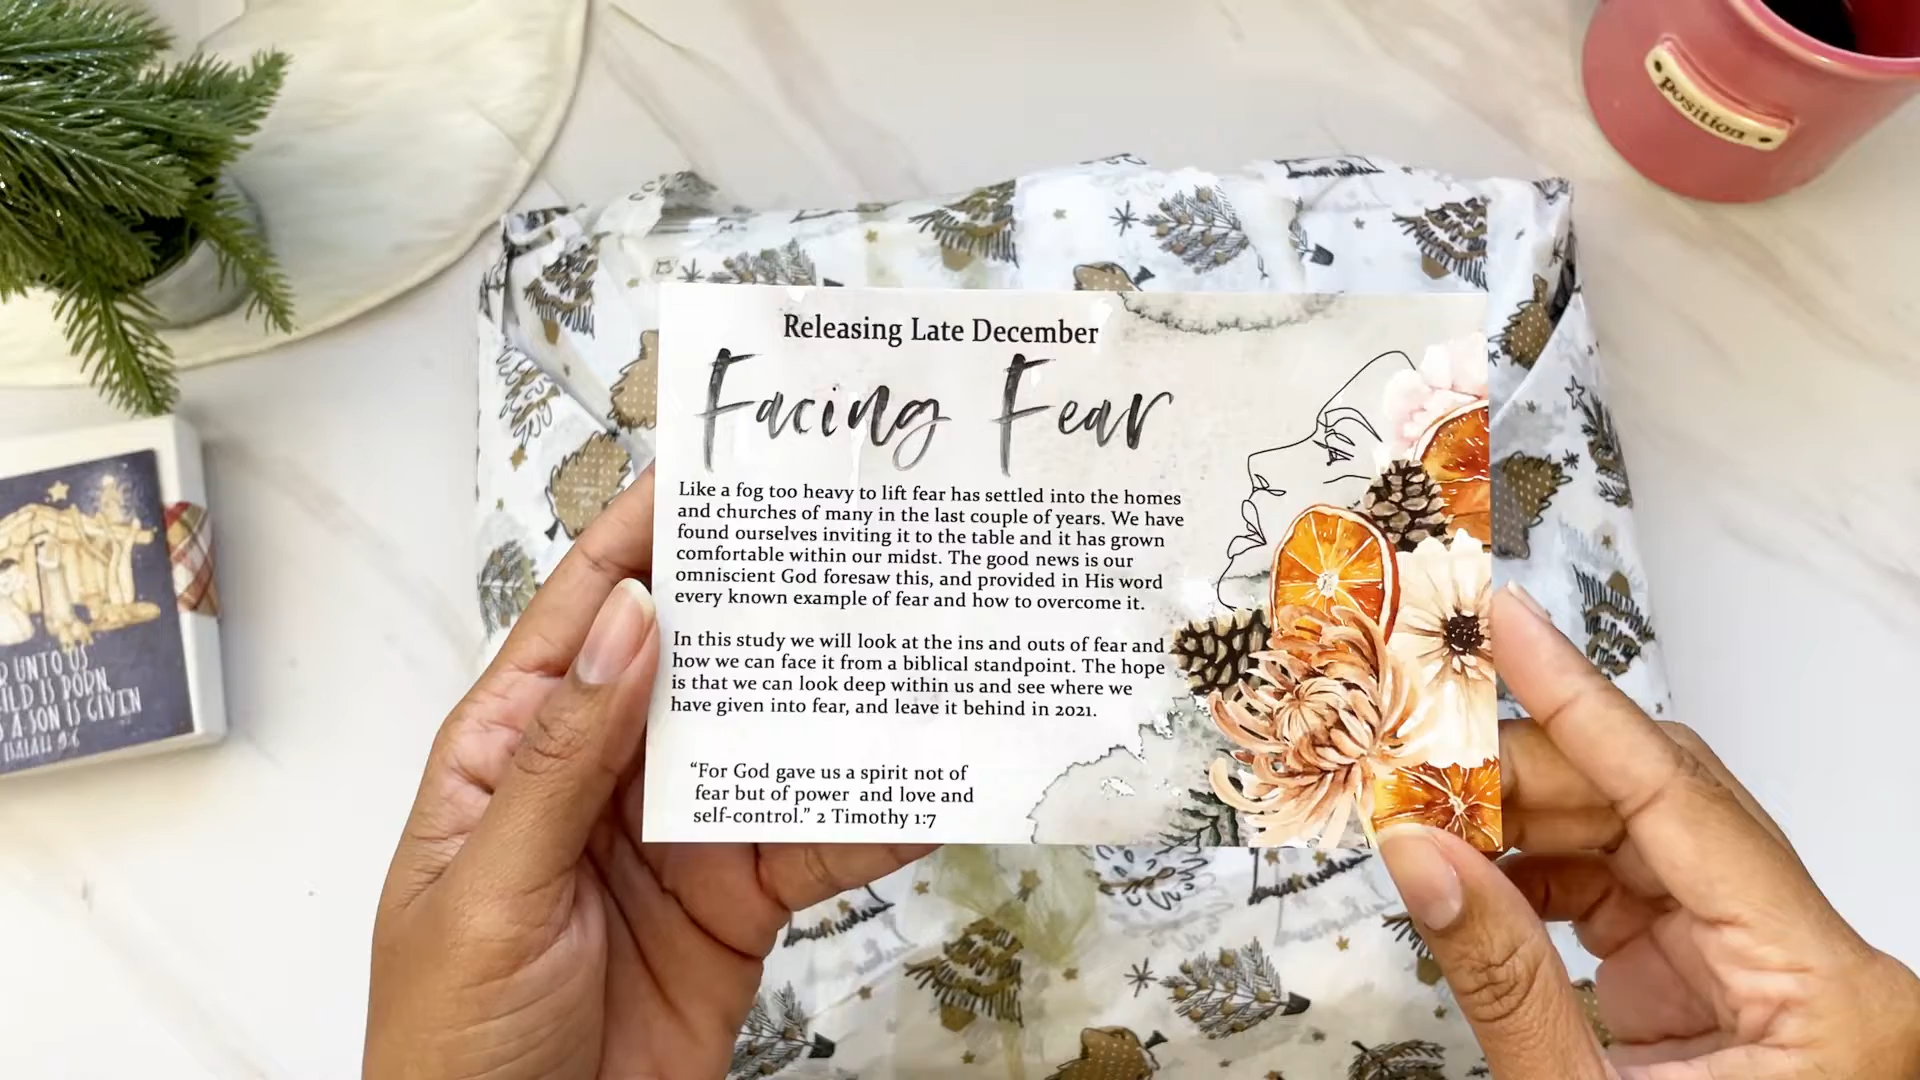 position
Releasing Late December
Facing Fear
Like a fog too heavy to lift fear has settled into the homes
and churches of many in the last couple of years. We have
found ourselves inviting it to the table and it has grown
comfortable within our midst. The good news is our
omniscient God foresaw this, and provided in His word
every known example of fear and how to overcome it.
In this study we will look at the ins and outs of fear and
how we can face it from a biblical standpoint. The hope
is that we can look deep within us and see where we
have given into fear, and leave it behind in 2021.
“For God gave us a spirit not of
fear but of power and love and
self-control.” 2 Timothy 1:7
UNTO US
IS BORN
A SON IS GIVEN
ISAIAH 9:6